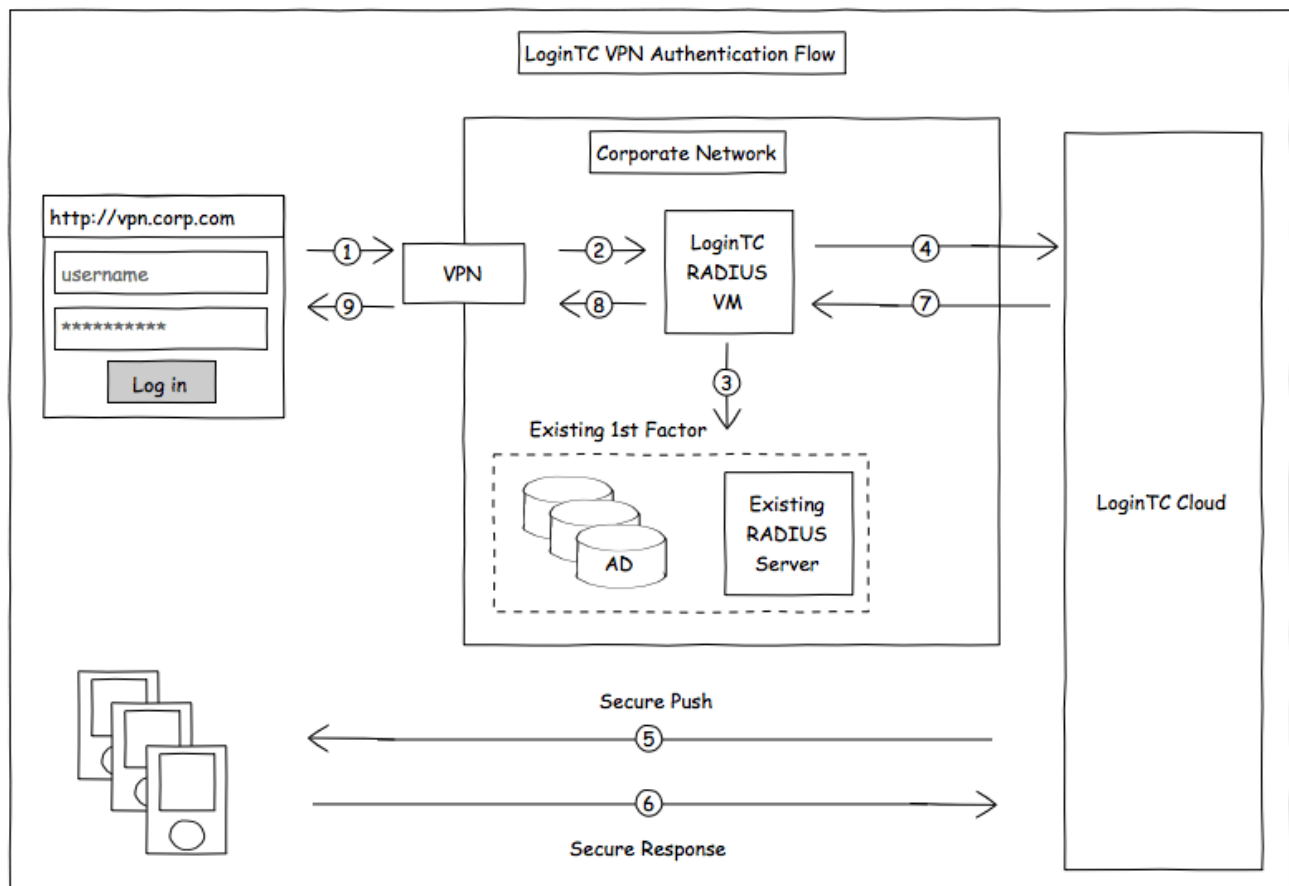 LoginTC VPN Authentication Flow
Corporate Network
http://vpn.corp.com
username
**********
Log in
1
9
VPN
2
8
LoginTC
RADIUS
VM
4
7
3
Existing 1st Factor
AD
Existing
RADIUS
Server
LoginTC Cloud
Secure Push
5
6
Secure Response